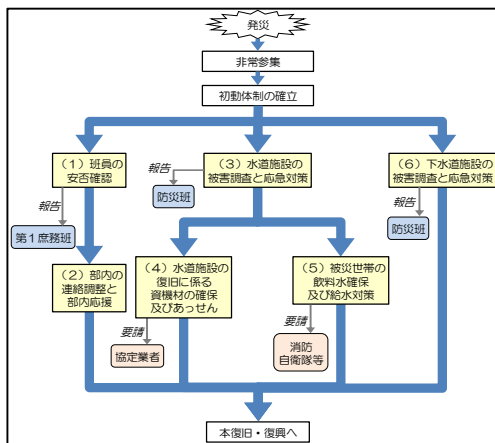 発災
非常参集
初動体制の確立
（1）班員の
安否確認
（3）水道施設の
被害調査と応急対策
（6）下水道施設の
被害調査と応急対策
報告
報告
報告
第1庶務班
防災班
防災班
（2）部内の
連絡調整と
部内応援
（4）水道施設の
復旧に係る
資機材の確保
及びあっせん
（5）被災世帯の
飲料水確保
及び給水対策
要請
要請
協定業者
消防
自衛隊等
本復旧・復興へ